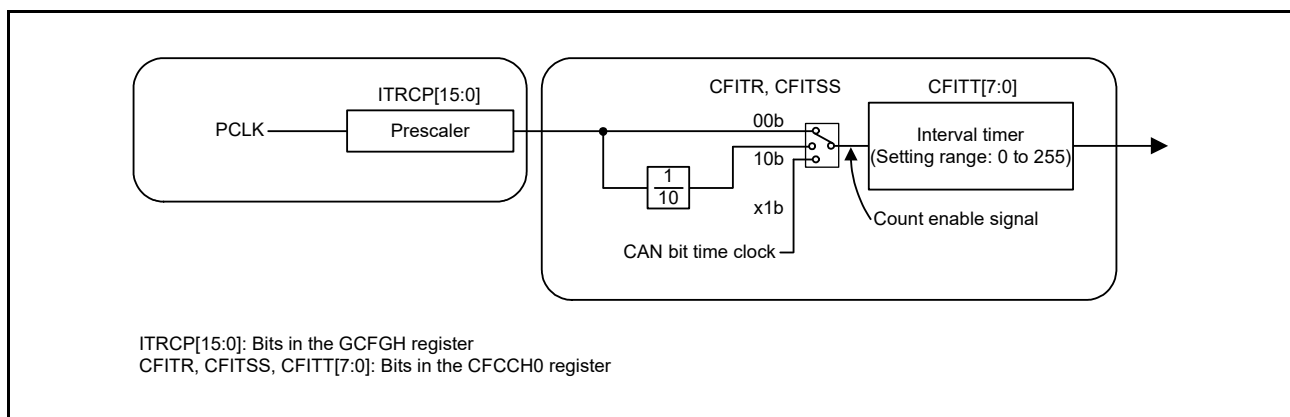 ITRCP[15:0]
PCLK
Prescaler
CFITR, CFITSS
CFITT[7:0]
00b
10b
x1b
1
10
Interval timer
(Setting range: 0 to 255)
Count enable signal
CAN bit time clock
ITRCP[15:0]: Bits in the GCFGH register
CFITR, CFITSS, CFITT[7:0]: Bits in the CFCCH0 register